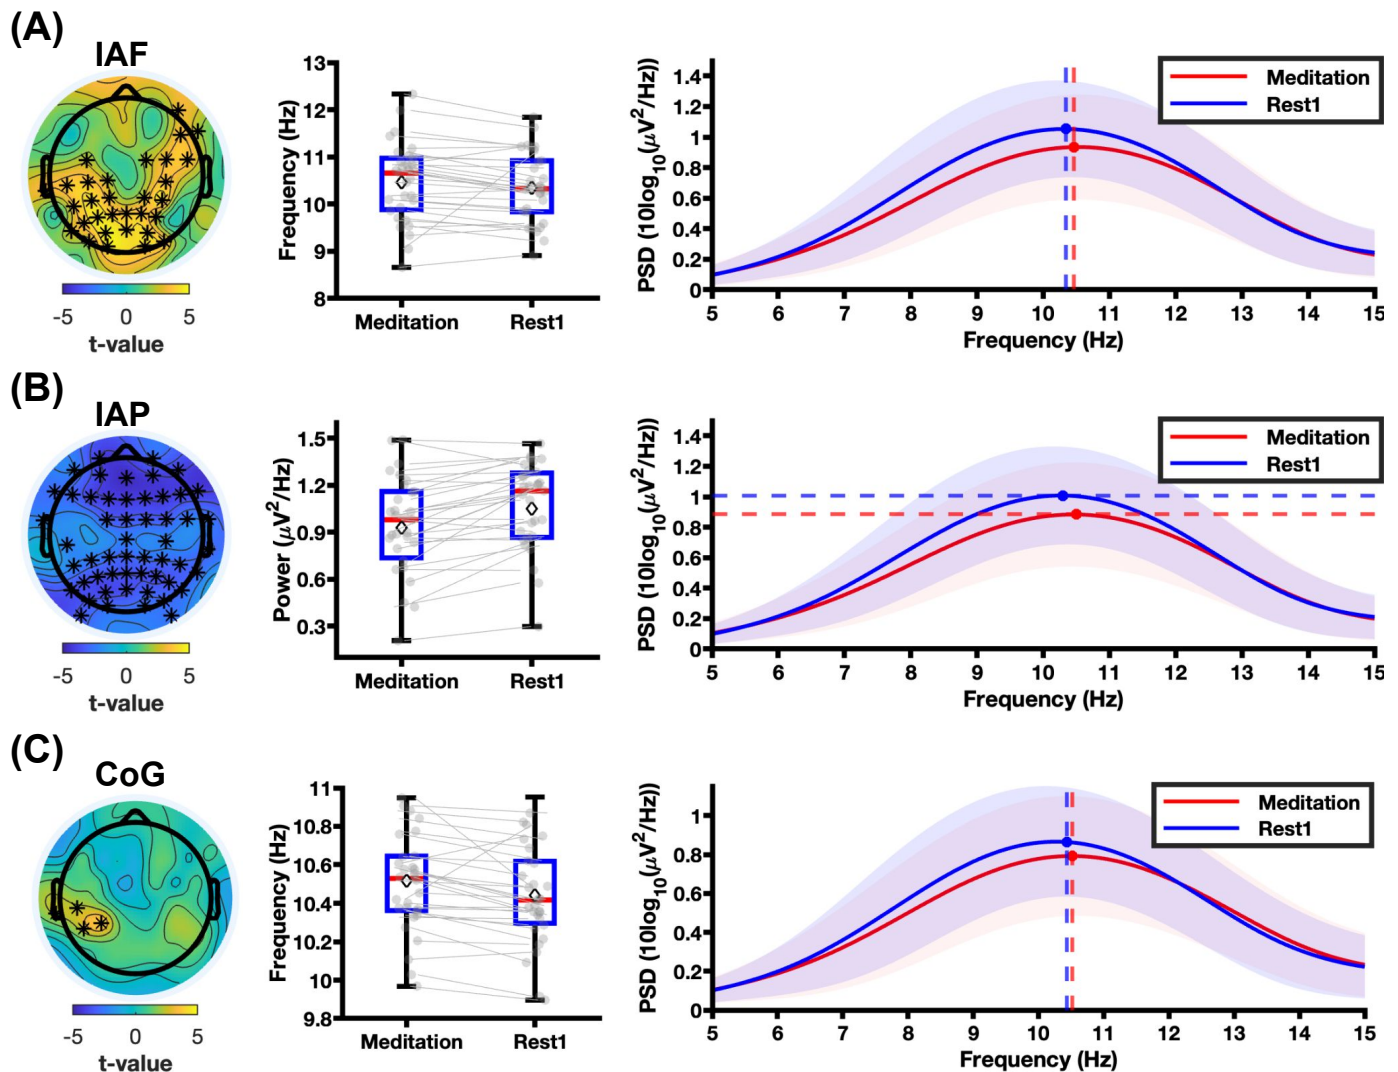 (A)
IAF
-5 0 5
t-value
13
12
11
10
9
8
Frequency (Hz)
Meditation Rest1
1.4
1.2
1
0.8
0.6
0.4
0.2
0
PSD (10log10(μV2/Hz))
5 6 7 8 9 10 11 12 13 14 15
Frequency (Hz)
Meditation
Rest1
(B)
IAP
-5 0 5
t-value
1.5
1.2
0.9
0.6
0.3
Power (μV2/Hz)
Meditation Rest1
1.4
1.2
1
0.8
0.6
0.4
0.2
0
PSD (10log10(μV2/Hz))
5 6 7 8 9 10 11 12 13 14 15
Frequency (Hz)
Meditation
Rest1
(C)
CoG
-5 0 5
t-value
11
10.8
10.6
10.4
10.2
10
9.8
Frequency (Hz)
Meditation Rest1
1
0.8
0.6
0.4
0.2
0
PSD (10log10(μV2/Hz))
5 6 7 8 9 10 11 12 13 14 15
Frequency (Hz)
Meditation
Rest1